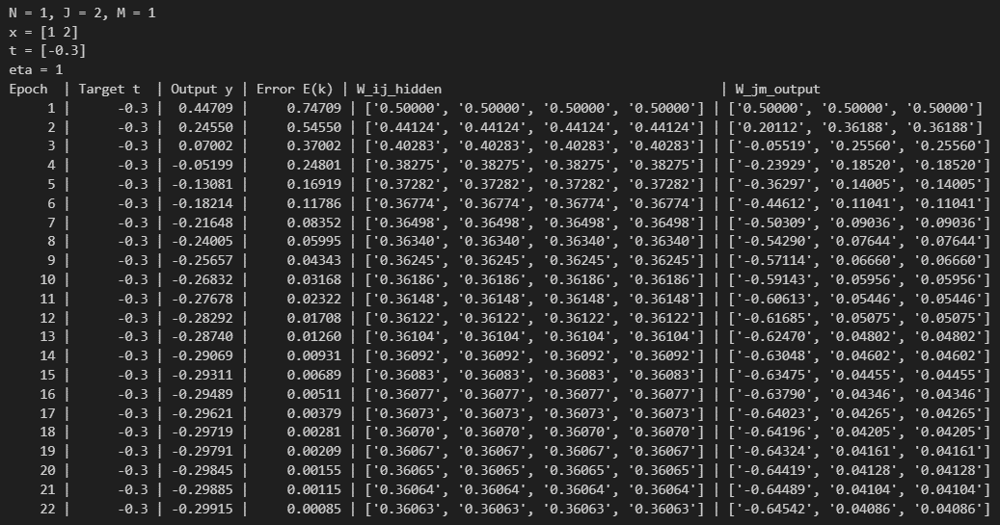 N = 1, J = 2, M = 1
x = [1 2]
t = [-0.3]
eta = 1
Epoch | Target t | Output y | Error E(k) | W_ij_hidden | W_jm_output
1 | -0.3 | 0.44709 | 0.74709 | ['0.50000', '0.50000', '0.50000', '0.50000'] | ['0.50000', '0.50000', '0.50000']
2 | -0.3 | 0.24550 | 0.54550 | ['0.44124', '0.44124', '0.44124', '0.44124'] | ['0.20112', '0.36188', '0.36188']
3 | -0.3 | 0.07002 | 0.37002 | ['0.40283', '0.40283', '0.40283', '0.40283'] | ['-0.05519', '0.25560', '0.25560']
4 | -0.3 | -0.05199 | 0.24801 | ['0.38275', '0.38275', '0.38275', '0.38275'] | ['-0.23929', '0.18520', '0.18520']
5 | -0.3 | -0.13081 | 0.16919 | ['0.37282', '0.37282', '0.37282', '0.37282'] | ['-0.36297', '0.14005', '0.14005']
6 | -0.3 | -0.18214 | 0.11786 | ['0.36774', '0.36774', '0.36774', '0.36774'] | ['-0.44612', '0.11041', '0.11041']
7 | -0.3 | -0.21648 | 0.08352 | ['0.36498', '0.36498', '0.36498', '0.36498'] | ['-0.50309', '0.09036', '0.09036']
8 | -0.3 | -0.24005 | 0.05995 | ['0.36340', '0.36340', '0.36340', '0.36340'] | ['-0.54290', '0.07644', '0.07644']
9 | -0.3 | -0.25657 | 0.04343 | ['0.36245', '0.36245', '0.36245', '0.36245'] | ['-0.57114', '0.06660', '0.06660']
10 | -0.3 | -0.26832 | 0.03168 | ['0.36186', '0.36186', '0.36186', '0.36186'] | ['-0.59143', '0.05956', '0.05956']
11 | -0.3 | -0.27678 | 0.02322 | ['0.36148', '0.36148', '0.36148', '0.36148'] | ['-0.60613', '0.05446', '0.05446']
12 | -0.3 | -0.28292 | 0.01708 | ['0.36122', '0.36122', '0.36122', '0.36122'] | ['-0.61685', '0.05075', '0.05075']
13 | -0.3 | -0.28740 | 0.01260 | ['0.36104', '0.36104', '0.36104', '0.36104'] | ['-0.62470', '0.04802', '0.04802']
14 | -0.3 | -0.29069 | 0.00931 | ['0.36092', '0.36092', '0.36092', '0.36092'] | ['-0.63048', '0.04602', '0.04602']
15 | -0.3 | -0.29311 | 0.00689 | ['0.36083', '0.36083', '0.36083', '0.36083'] | ['-0.63475', '0.04455', '0.04455']
16 | -0.3 | -0.29489 | 0.00511 | ['0.36077', '0.36077', '0.36077', '0.36077'] | ['-0.63790', '0.04346', '0.04346']
17 | -0.3 | -0.29621 | 0.00379 | ['0.36073', '0.36073', '0.36073', '0.36073'] | ['-0.64023', '0.04265', '0.04265']
18 | -0.3 | -0.29719 | 0.00281 | ['0.36070', '0.36070', '0.36070', '0.36070'] | ['-0.64196', '0.04205', '0.04205']
19 | -0.3 | -0.29791 | 0.00209 | ['0.36067', '0.36067', '0.36067', '0.36067'] | ['-0.64324', '0.04161', '0.04161']
20 | -0.3 | -0.29845 | 0.00155 | ['0.36065', '0.36065', '0.36065', '0.36065'] | ['-0.64419', '0.04128', '0.04128']
21 | -0.3 | -0.29885 | 0.00115 | ['0.36064', '0.36064', '0.36064', '0.36064'] | ['-0.64489', '0.04104', '0.04104']
22 | -0.3 | -0.29915 | 0.00085 | ['0.36063', '0.36063', '0.36063', '0.36063'] | ['-0.64542', '0.04086', '0.04086']